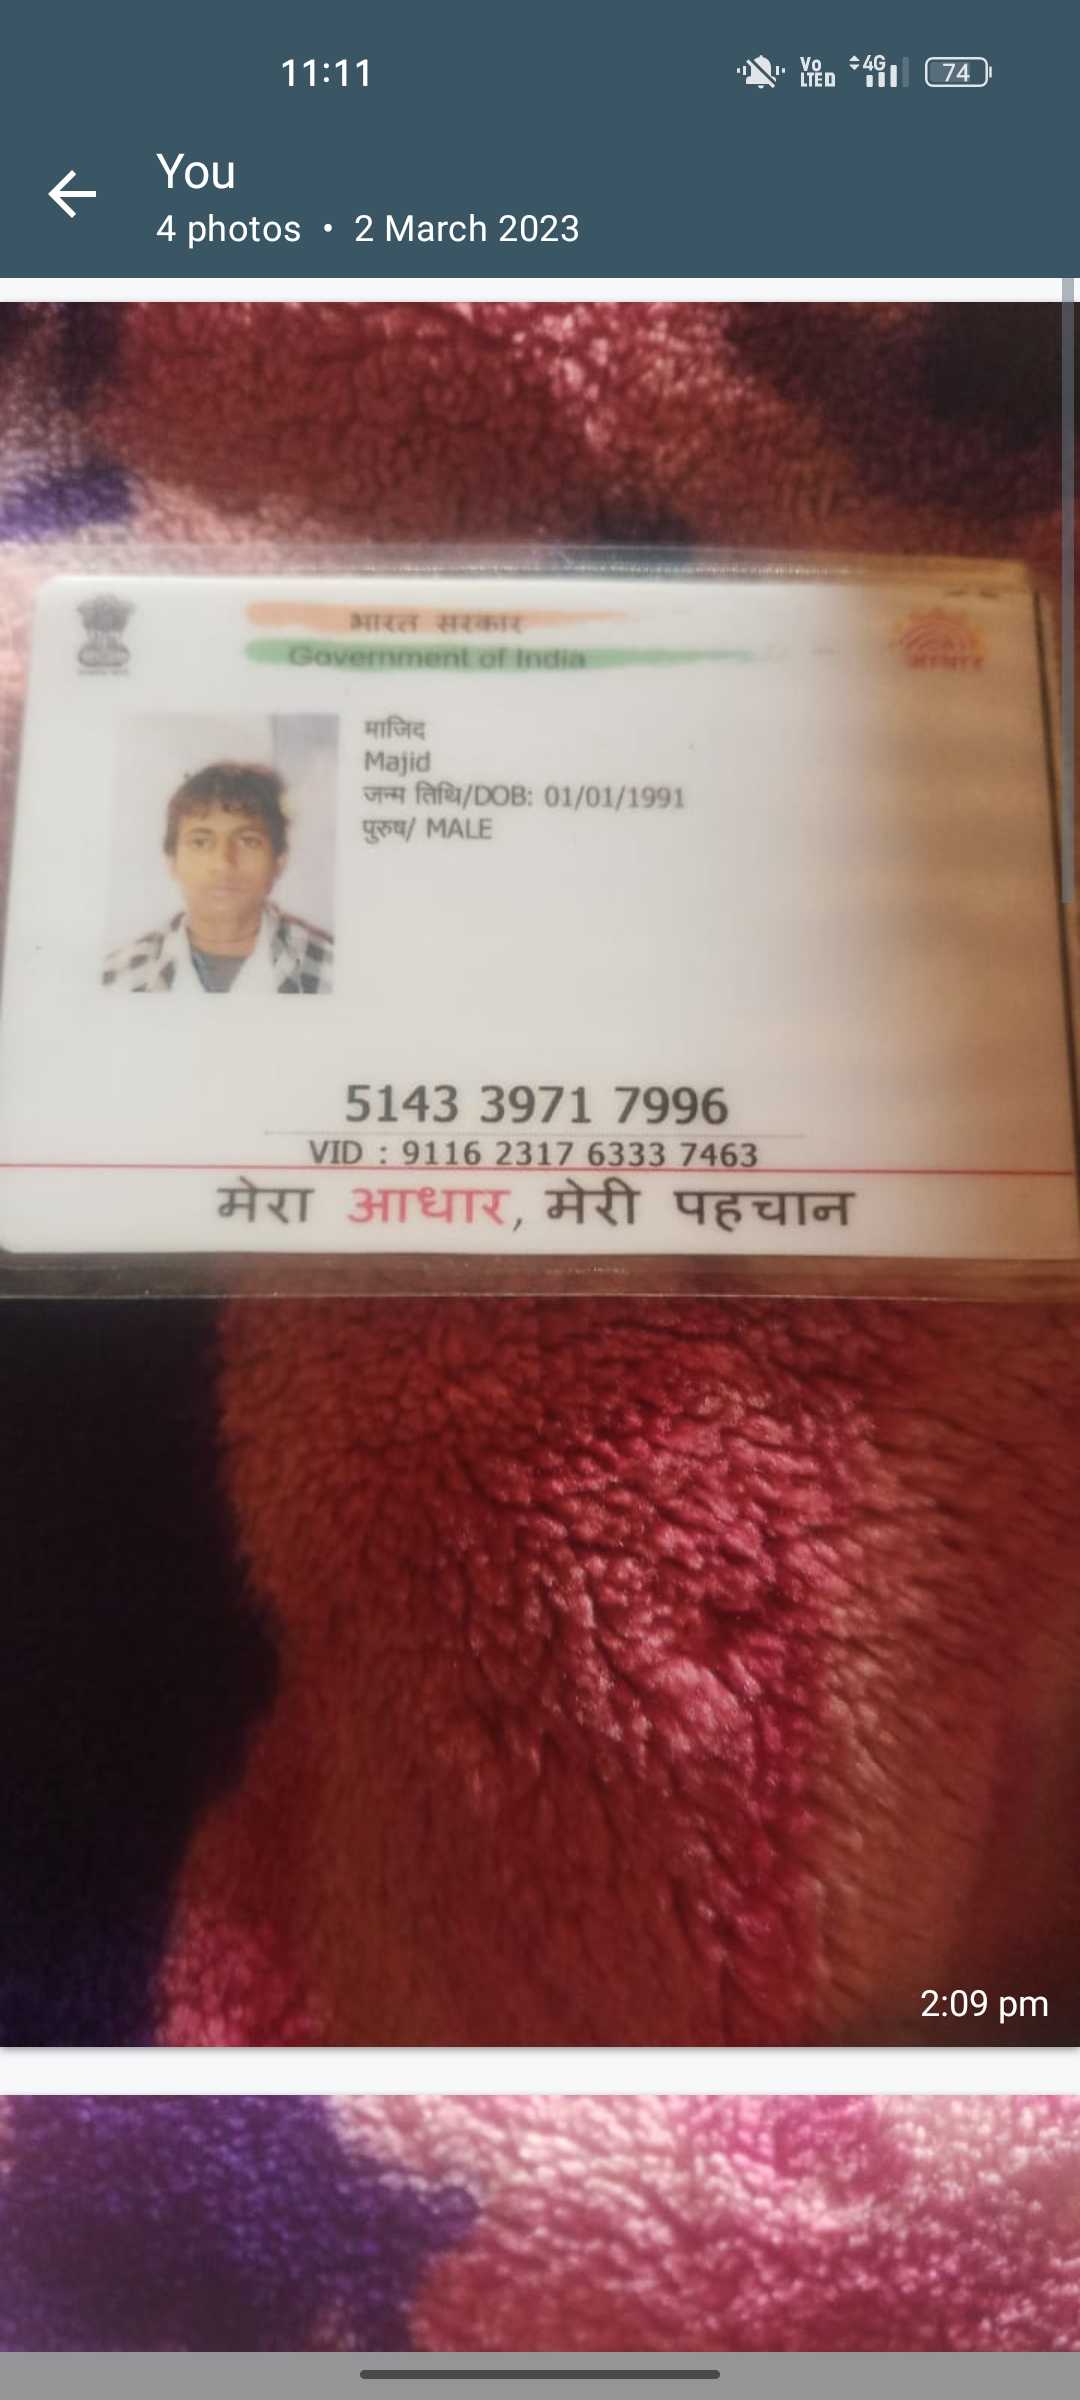 11:11
Vo LTE 4G 74
You
4 photos • 2 March 2023
भारत सरकार
Government of India
आधार
माजिद
Majid
जन्म तिथि/DOB: 01/01/1991
पुरुष/ MALE
5143 3971 7996
VID : 9116 2317 6333 7463
मेरा आधार, मेरी पहचान
2:09 pm